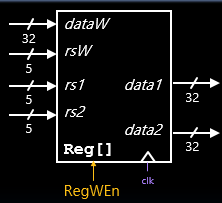 dataW
32
rsW
5
rs1
data1
5
32
rs2
5
data2
32
Reg[]
RegWEn
clk